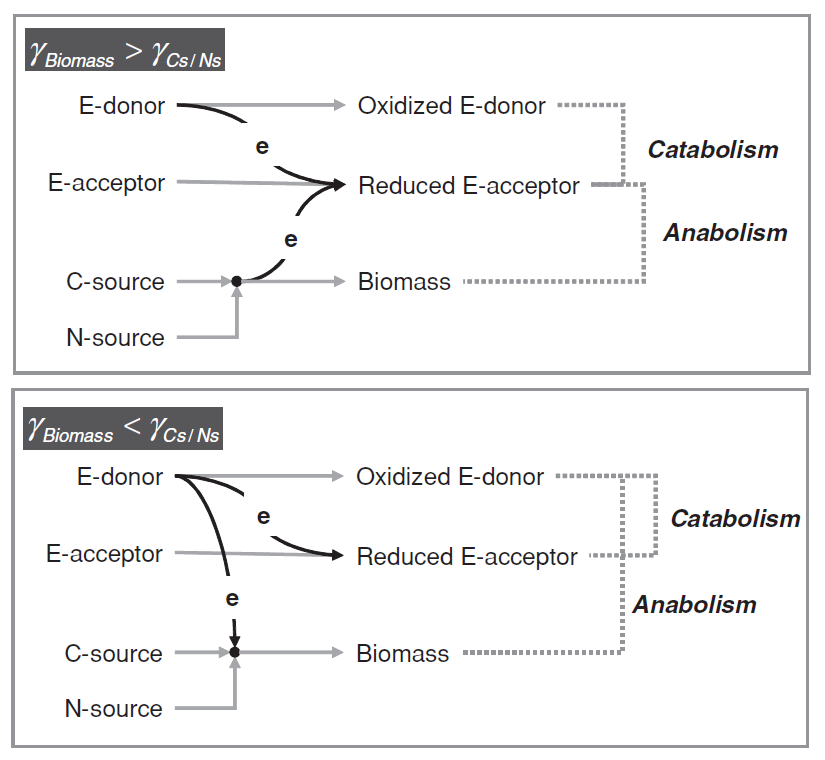 γBiomass > γCs/Ns
E-donor Oxidized E-donor
e Catabolism
E-acceptor Reduced E-acceptor
e Anabolism
C-source Biomass
N-source
γBiomass < γCs/Ns
E-donor Oxidized E-donor
e Catabolism
E-acceptor Reduced E-acceptor
e Anabolism
C-source Biomass
N-source